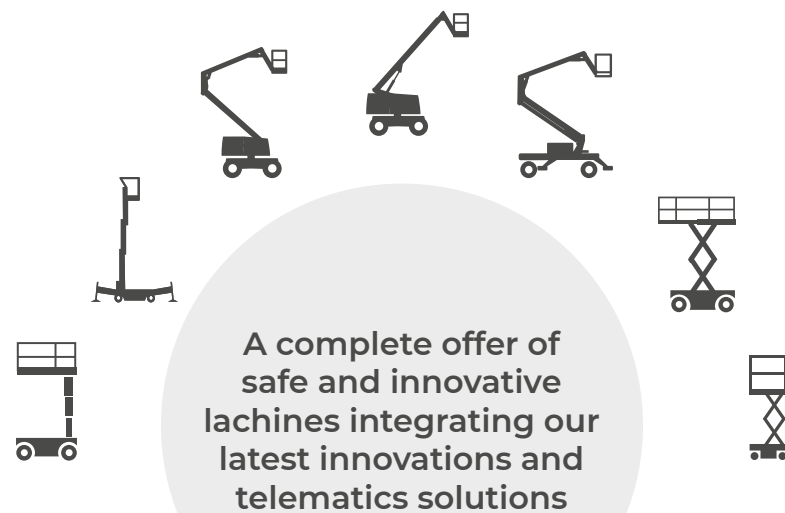 A complete offer of
safe and innovative
lachines integrating our
latest innovations and
telematics solutions